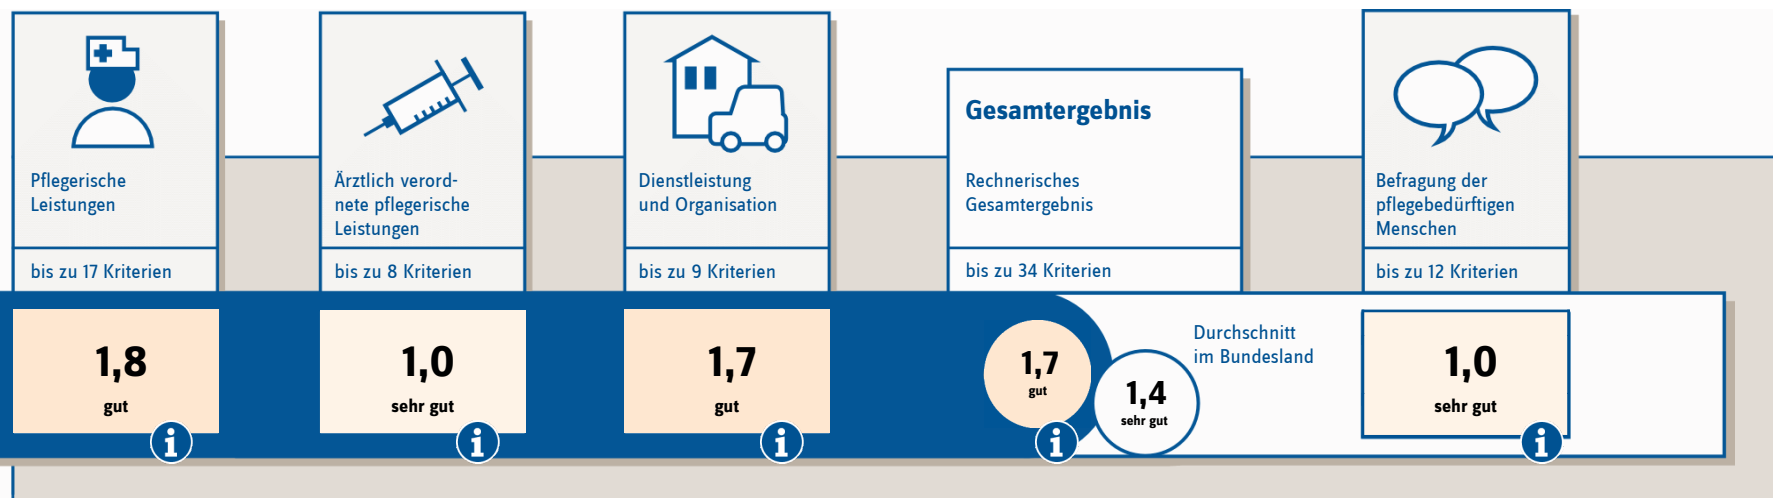 Pflegerische
Leistungen
bis zu 17 Kriterien
1,8
gut
i
Ärztlich verord-
nete pflegerische
Leistungen
bis zu 8 Kriterien
1,0
sehr gut
i
Dienstleistung
und Organisation
bis zu 9 Kriterien
1,7
gut
i
Gesamtergebnis
Rechnerisches
Gesamtergebnis
bis zu 34 Kriterien
1,7
gut
i
1,4
sehr gut
Durchschnitt
im Bundesland
Befragung der
pflegebedürftigen
Menschen
bis zu 12 Kriterien
1,0
sehr gut
i